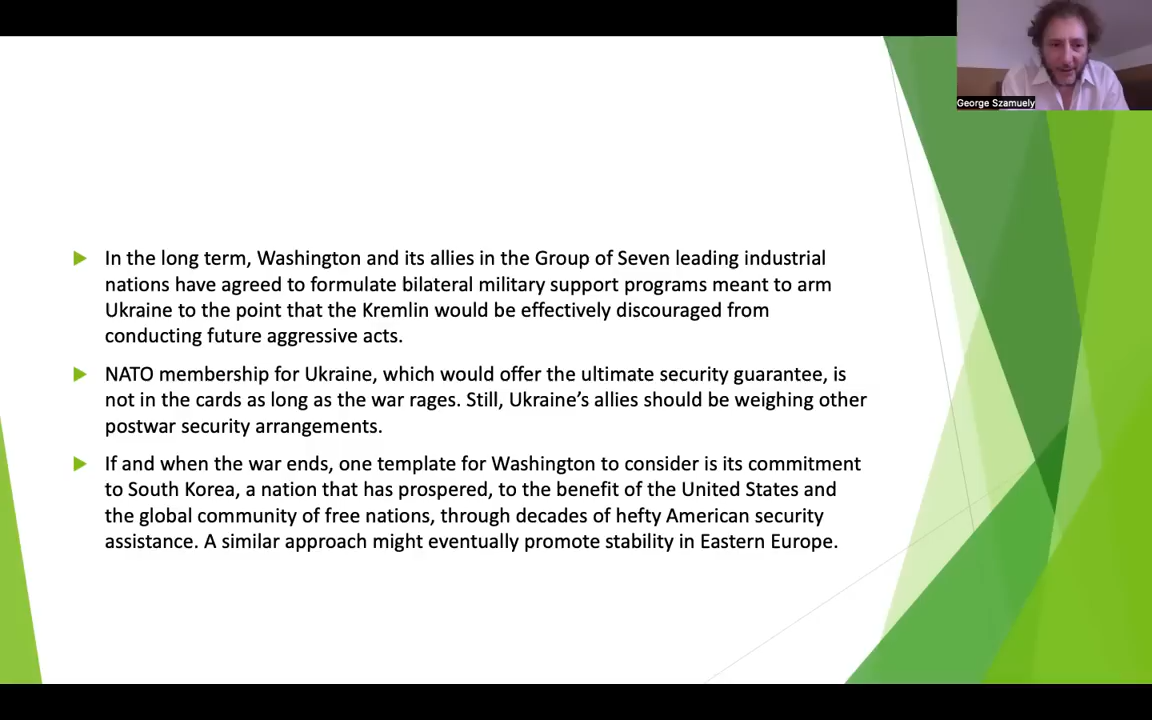 George Szamuely
In the long term, Washington and its allies in the Group of Seven leading industrial
nations have agreed to formulate bilateral military support programs meant to arm
Ukraine to the point that the Kremlin would be effectively discouraged from
conducting future aggressive acts.
NATO membership for Ukraine, which would offer the ultimate security guarantee, is
not in the cards as long as the war rages. Still, Ukraine’s allies should be weighing other
postwar security arrangements.
If and when the war ends, one template for Washington to consider is its commitment
to South Korea, a nation that has prospered, to the benefit of the United States and
the global community of free nations, through decades of hefty American security
assistance. A similar approach might eventually promote stability in Eastern Europe.